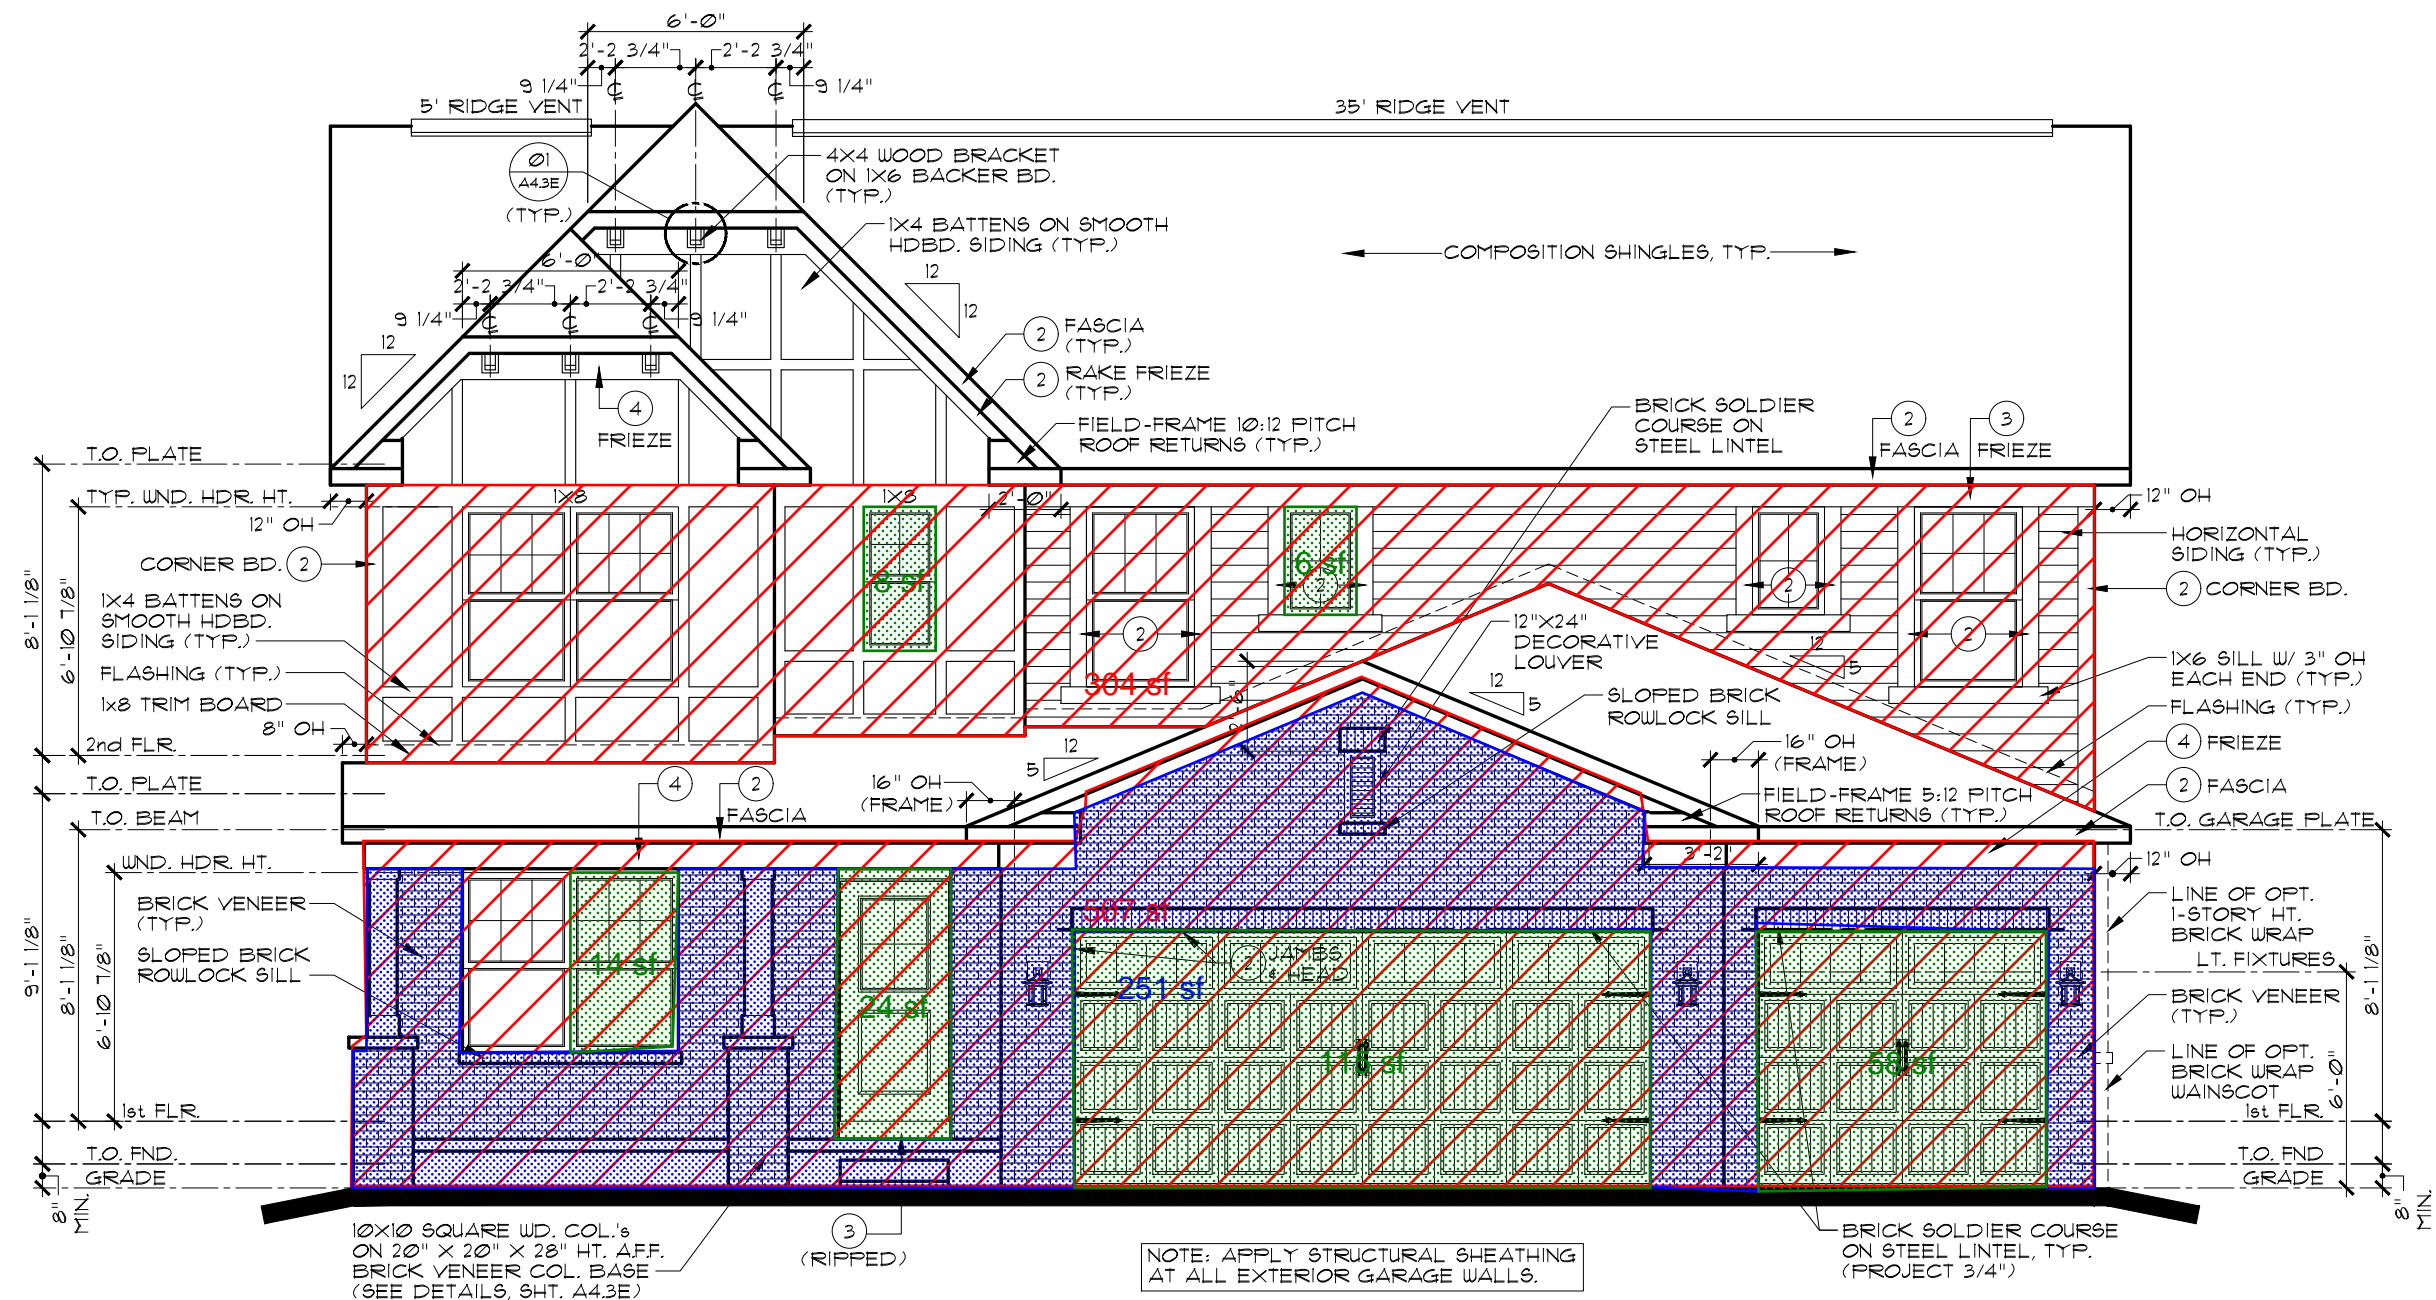 6'-0"
2'-2 3/4"
2'-2 3/4"
9 1/4"
9 1/4"
5' RIDGE VENT
35' RIDGE VENT
01
A4.3E
(TYP.)
4X4 WOOD BRACKET
ON 1X6 BACKER BD.
(TYP.)
1X4 BATTENS ON SMOOTH
HDBD. SIDING (TYP.)
COMPOSITION SHINGLES, TYP.
6'-0"
2'-2 3/4"
2'-2 3/4"
9 1/4"
9 1/4"
12
12
12
12
2
FASCIA
(TYP.)
2
RAKE FRIEZE
(TYP.)
4
FRIEZE
FIELD-FRAME 10:12 PITCH
ROOF RETURNS (TYP.)
BRICK SOLDIER
COURSE ON
STEEL LINTEL
2
FASCIA
3
FRIEZE
T.O. PLATE
TYP. WND. HDR. HT.
12" OH
1X8
1X8
2'-0"
12" OH
HORIZONTAL
SIDING (TYP.)
CORNER BD. 2
2 CORNER BD.
8 sf
6 sf
2
2
2
2
8'-1 1/8"
6'-10 7/8"
1X4 BATTENS ON
SMOOTH HDBD.
SIDING (TYP.)
FLASHING (TYP.)
1x8 TRIM BOARD
8" OH
2nd FLR.
12"X24"
DECORATIVE
LOUVER
304 sf
12
5
12
5
SLOPED BRICK
ROWLOCK SILL
1X6 SILL W/ 3" OH
EACH END (TYP.)
FLASHING (TYP.)
4 FRIEZE
2 FASCIA
T.O. PLATE
T.O. BEAM
12
5
4
2
FASCIA
16" OH
(FRAME)
16" OH
(FRAME)
FIELD-FRAME 5:12 PITCH
ROOF RETURNS (TYP.)
T.O. GARAGE PLATE
WND. HDR. HT.
3'-2"
12" OH
BRICK VENEER
(TYP.)
SLOPED BRICK
ROWLOCK SILL
9'-1 1/8"
8'-1 1/8"
6'-10 7/8"
14 sf
24 sf
507 sf
2
JAMBS
& HEAD
251 sf
58 sf
LINE OF OPT.
1-STORY HT.
BRICK WRAP
LT. FIXTURES
BRICK VENEER
(TYP.)
LINE OF OPT.
BRICK WRAP
WAINSCOT
8'-1 1/8"
6'-0"
1st FLR.
1st FLR.
T.O. FND.
GRADE
T.O. FND
GRADE
8"
MIN.
8"
MIN.
10X10 SQUARE WD. COL.'s
ON 20" X 20" X 28" HT. A.F.F.
BRICK VENEER COL. BASE
(SEE DETAILS, SHT. A4.3E)
3
(RIPPED)
NOTE: APPLY STRUCTURAL SHEATHING
AT ALL EXTERIOR GARAGE WALLS.
BRICK SOLDIER COURSE
ON STEEL LINTEL, TYP.
(PROJECT 3/4")